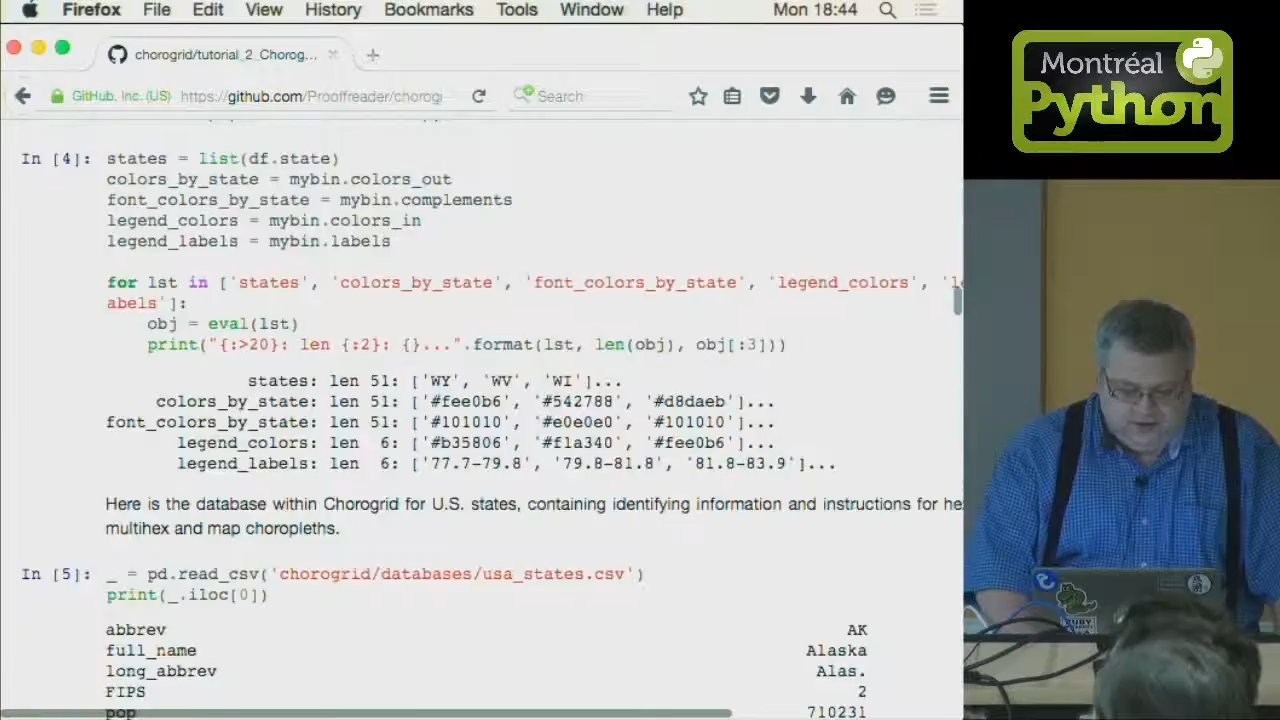 Firefox File Edit View History Bookmarks Tools Window Help Mon 18:44
chorogrid/tutorial_2_Chorog...
GitHub, Inc. (US) https://github.com/Prooffreader/chorog Search
In [4]: states = list(df.state)
colors_by_state = mybin.colors_out
font_colors_by_state = mybin.complements
legend_colors = mybin.colors_in
legend_labels = mybin.labels
for lst in ['states', 'colors_by_state', 'font_colors_by_state', 'legend_colors', 'le
abels']:
obj = eval(lst)
print("{:>20}: len {:2}: {}...".format(lst, len(obj), obj[:3]))
states: len 51: ['WY', 'WV', 'WI']...
colors_by_state: len 51: ['#fee0b6', '#542788', '#d8daeb']...
font_colors_by_state: len 51: ['#101010', '#e0e0e0', '#101010']...
legend_colors: len 6: ['#b35806', '#f1a340', '#fee0b6']...
legend_labels: len 6: ['77.7-79.8', '79.8-81.8', '81.8-83.9']...
Here is the database within Chorogrid for U.S. states, containing identifying information and instructions for he
multihex and map choropleths.
In [5]: _ = pd.read_csv('chorogrid/databases/usa_states.csv')
print(_.iloc[0])
abbrev AK
full_name Alaska
long_abbrev Alas.
FIPS 2
pop 710231
Montréal
Python
RUBY